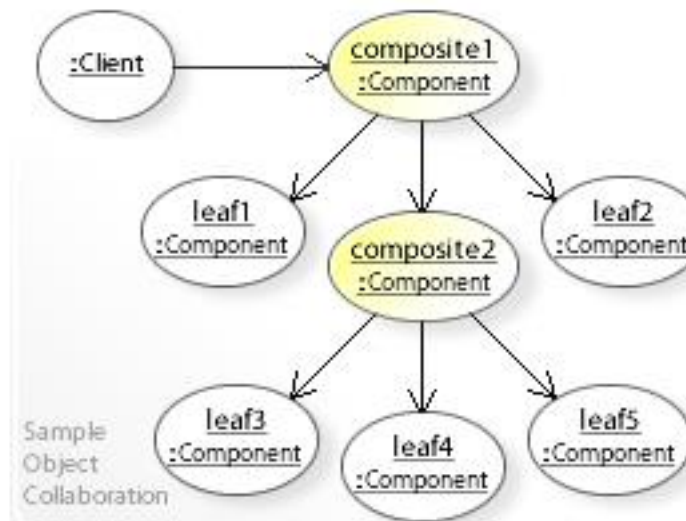 :Client
composite1
:Component
leaf1
:Component
composite2
:Component
leaf2
:Component
leaf3
:Component
leaf4
:Component
leaf5
:Component
Sample
Object
Collaboration